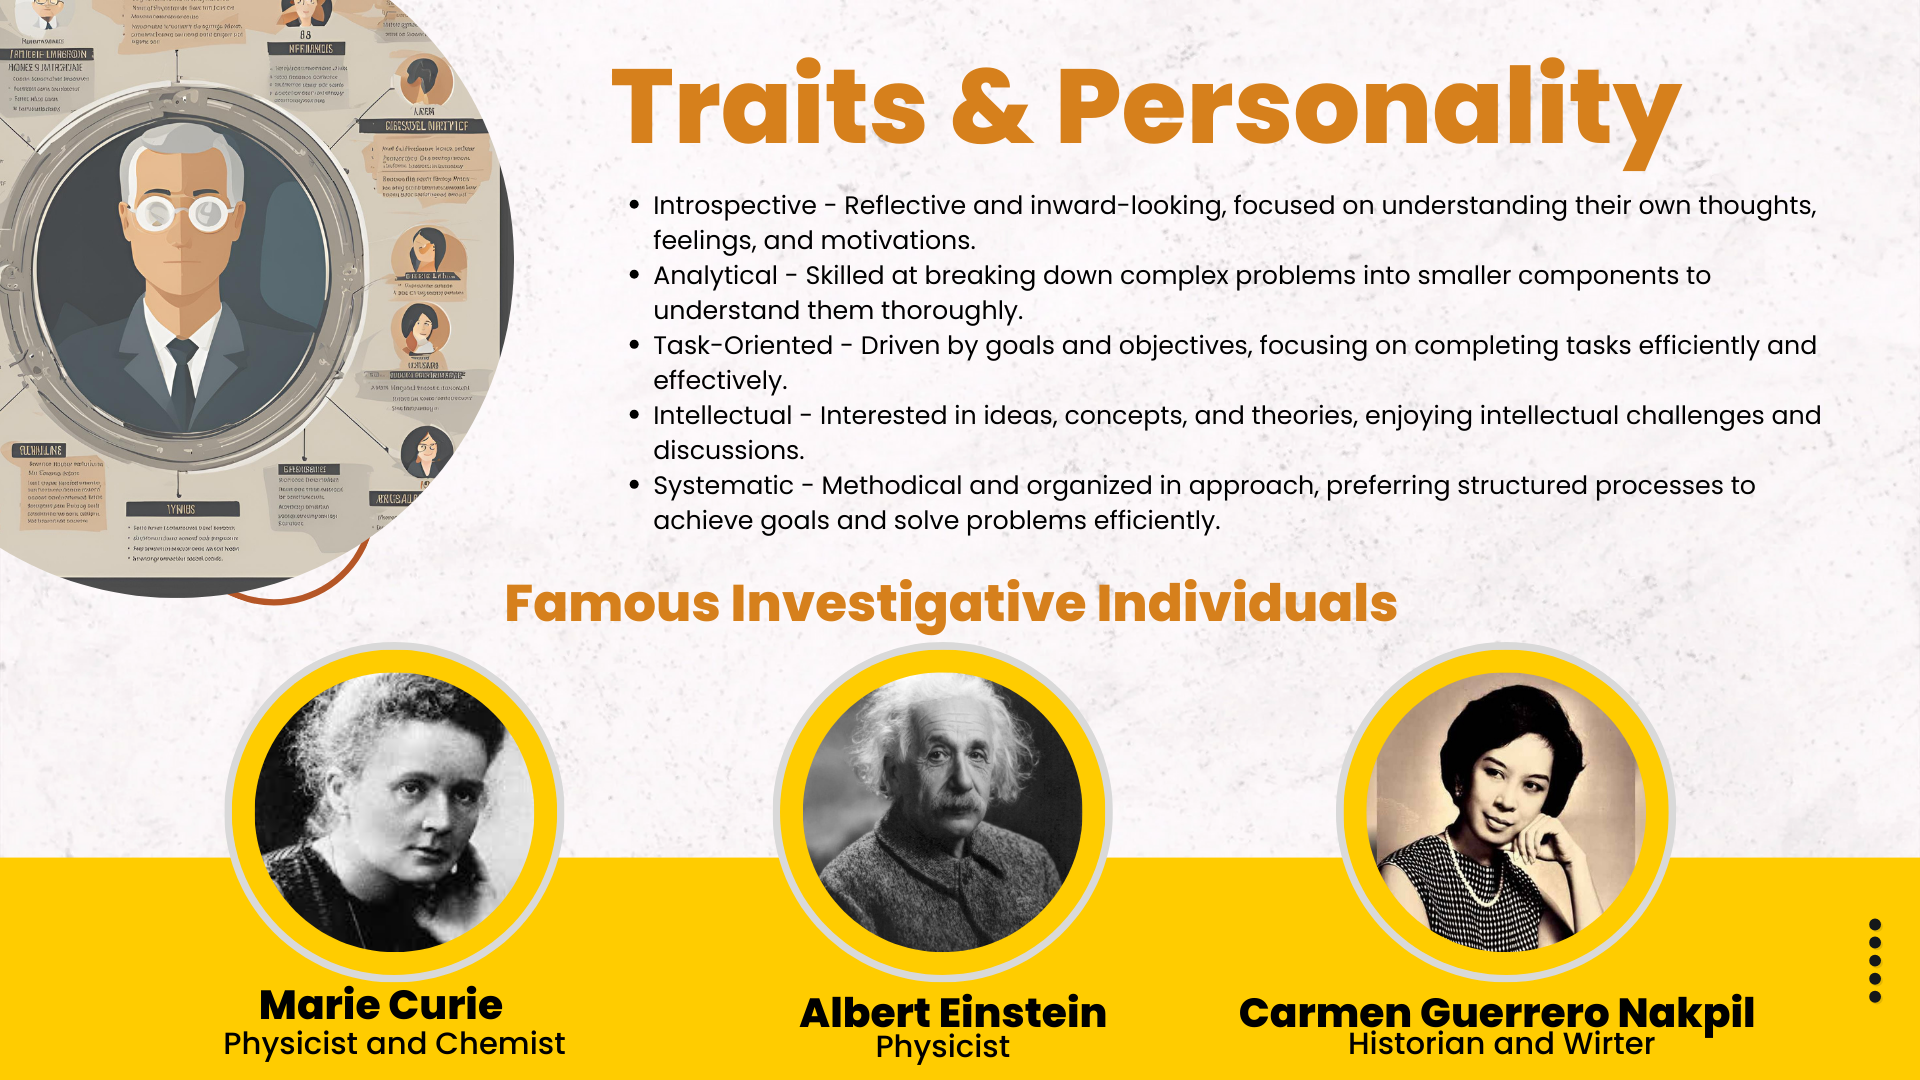 Traits & Personality
• Introspective - Reflective and inward-looking, focused on understanding their own thoughts,
feelings, and motivations.
• Analytical - Skilled at breaking down complex problems into smaller components to
understand them thoroughly.
• Task-Oriented - Driven by goals and objectives, focusing on completing tasks efficiently and
effectively.
• Intellectual - Interested in ideas, concepts, and theories, enjoying intellectual challenges and
discussions.
• Systematic - Methodical and organized in approach, preferring structured processes to
achieve goals and solve problems efficiently.
Famous Investigative Individuals
Marie Curie
Physicist and Chemist
Albert Einstein
Physicist
Carmen Guerrero Nakpil
Historian and Wirter